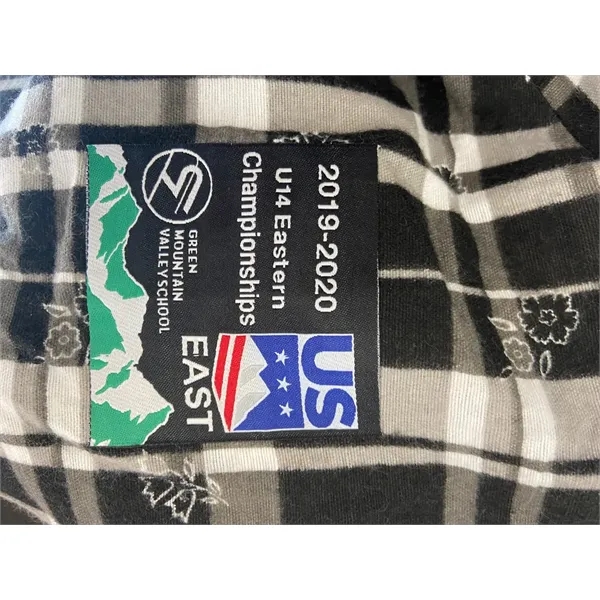 2019-2020
U14 Eastern
Championships
US
EAST
GREEN
MOUNTAIN
VALLEY SCHOOL